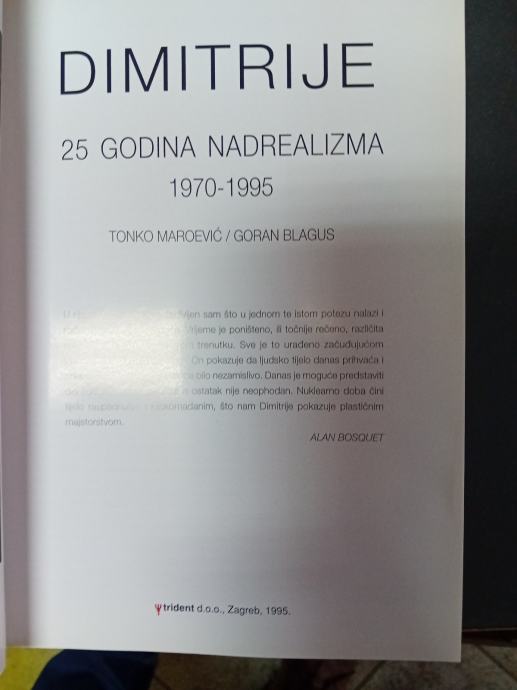 DIMITRIJE
25 GODINA NADREALIZMA
1970-1995
TONKO MAROEVIĆ / GORAN BLAGUS
sam što u jednom te istom potezu nalazi i
Vrijeme je poništeno, ili točnije rečeno, različita
trenutku. Sve je to urađeno začuđujućom
On pokazuje da ljudsko tijelo danas prihvaća i
bilo nezamislivo. Danas je moguće predstaviti
a ostatak nije neophodan. Nuklearno doba čini
tijelo što nam Dimitrije pokazuje plastičnim
majstorstvom.
ALAN BOSQUET
trident d.o.o., Zagreb, 1995.